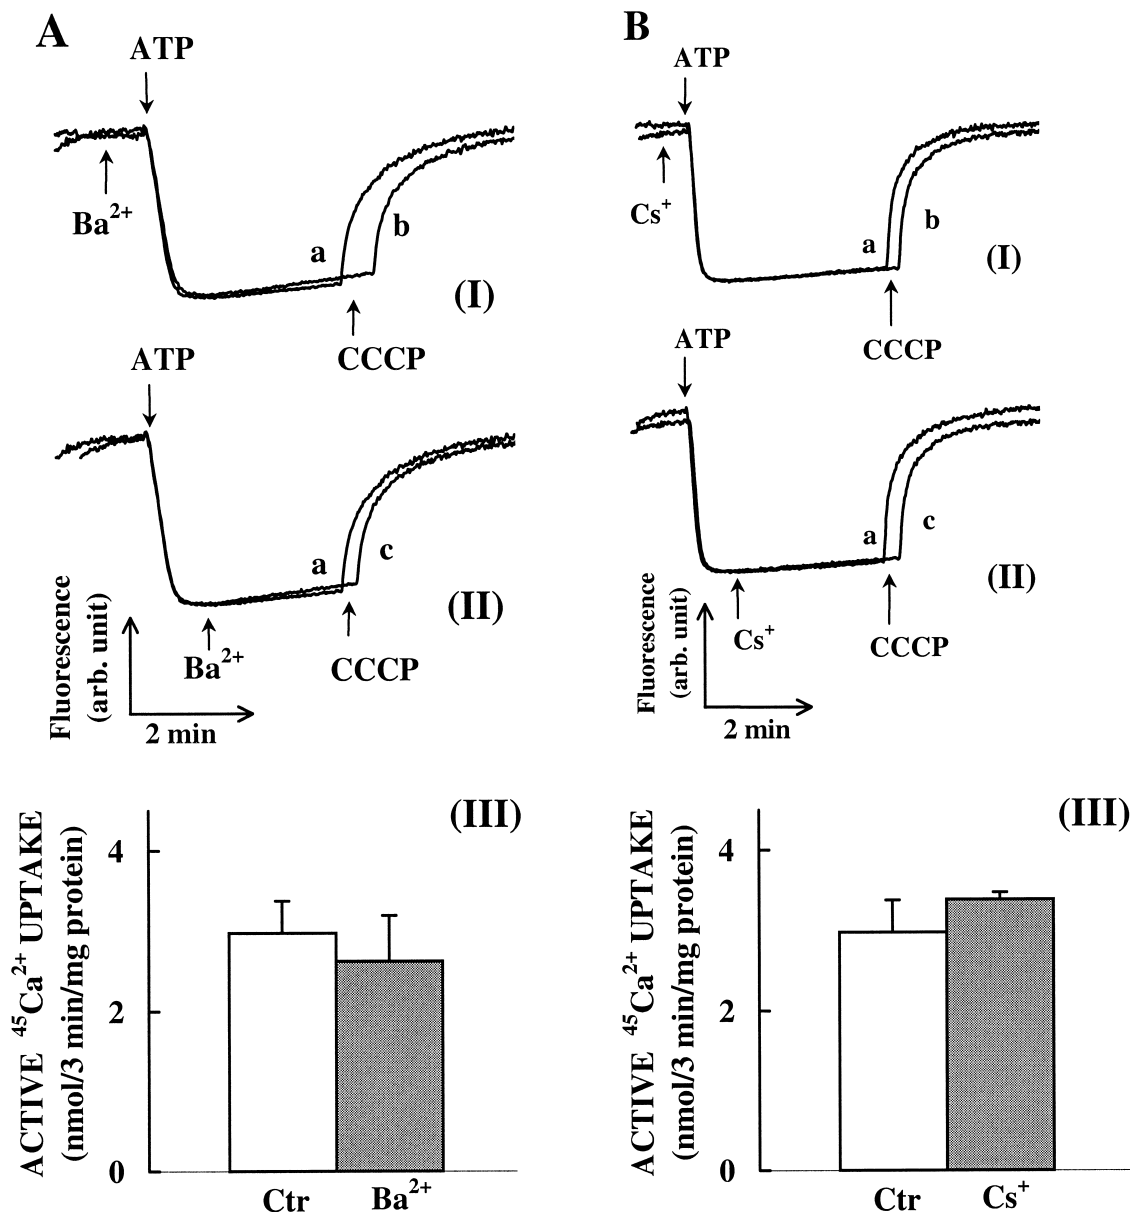 A
ATP
Ba²⁺
a
b
(I)
CCCP
ATP
a
c
(II)
Ba²⁺
CCCP
Fluorescence
(arb. unit)
2 min
(III)
ACTIVE ⁴⁵Ca²⁺ UPTAKE
(nmol/3 min/mg protein)
4
2
0
Ctr
Ba²⁺
B
ATP
Cs⁺
a
b
(I)
CCCP
ATP
a
c
(II)
Cs⁺
CCCP
Fluorescence
(arb. unit)
2 min
(III)
ACTIVE ⁴⁵Ca²⁺ UPTAKE
(nmol/3 min/mg protein)
4
2
0
Ctr
Cs⁺